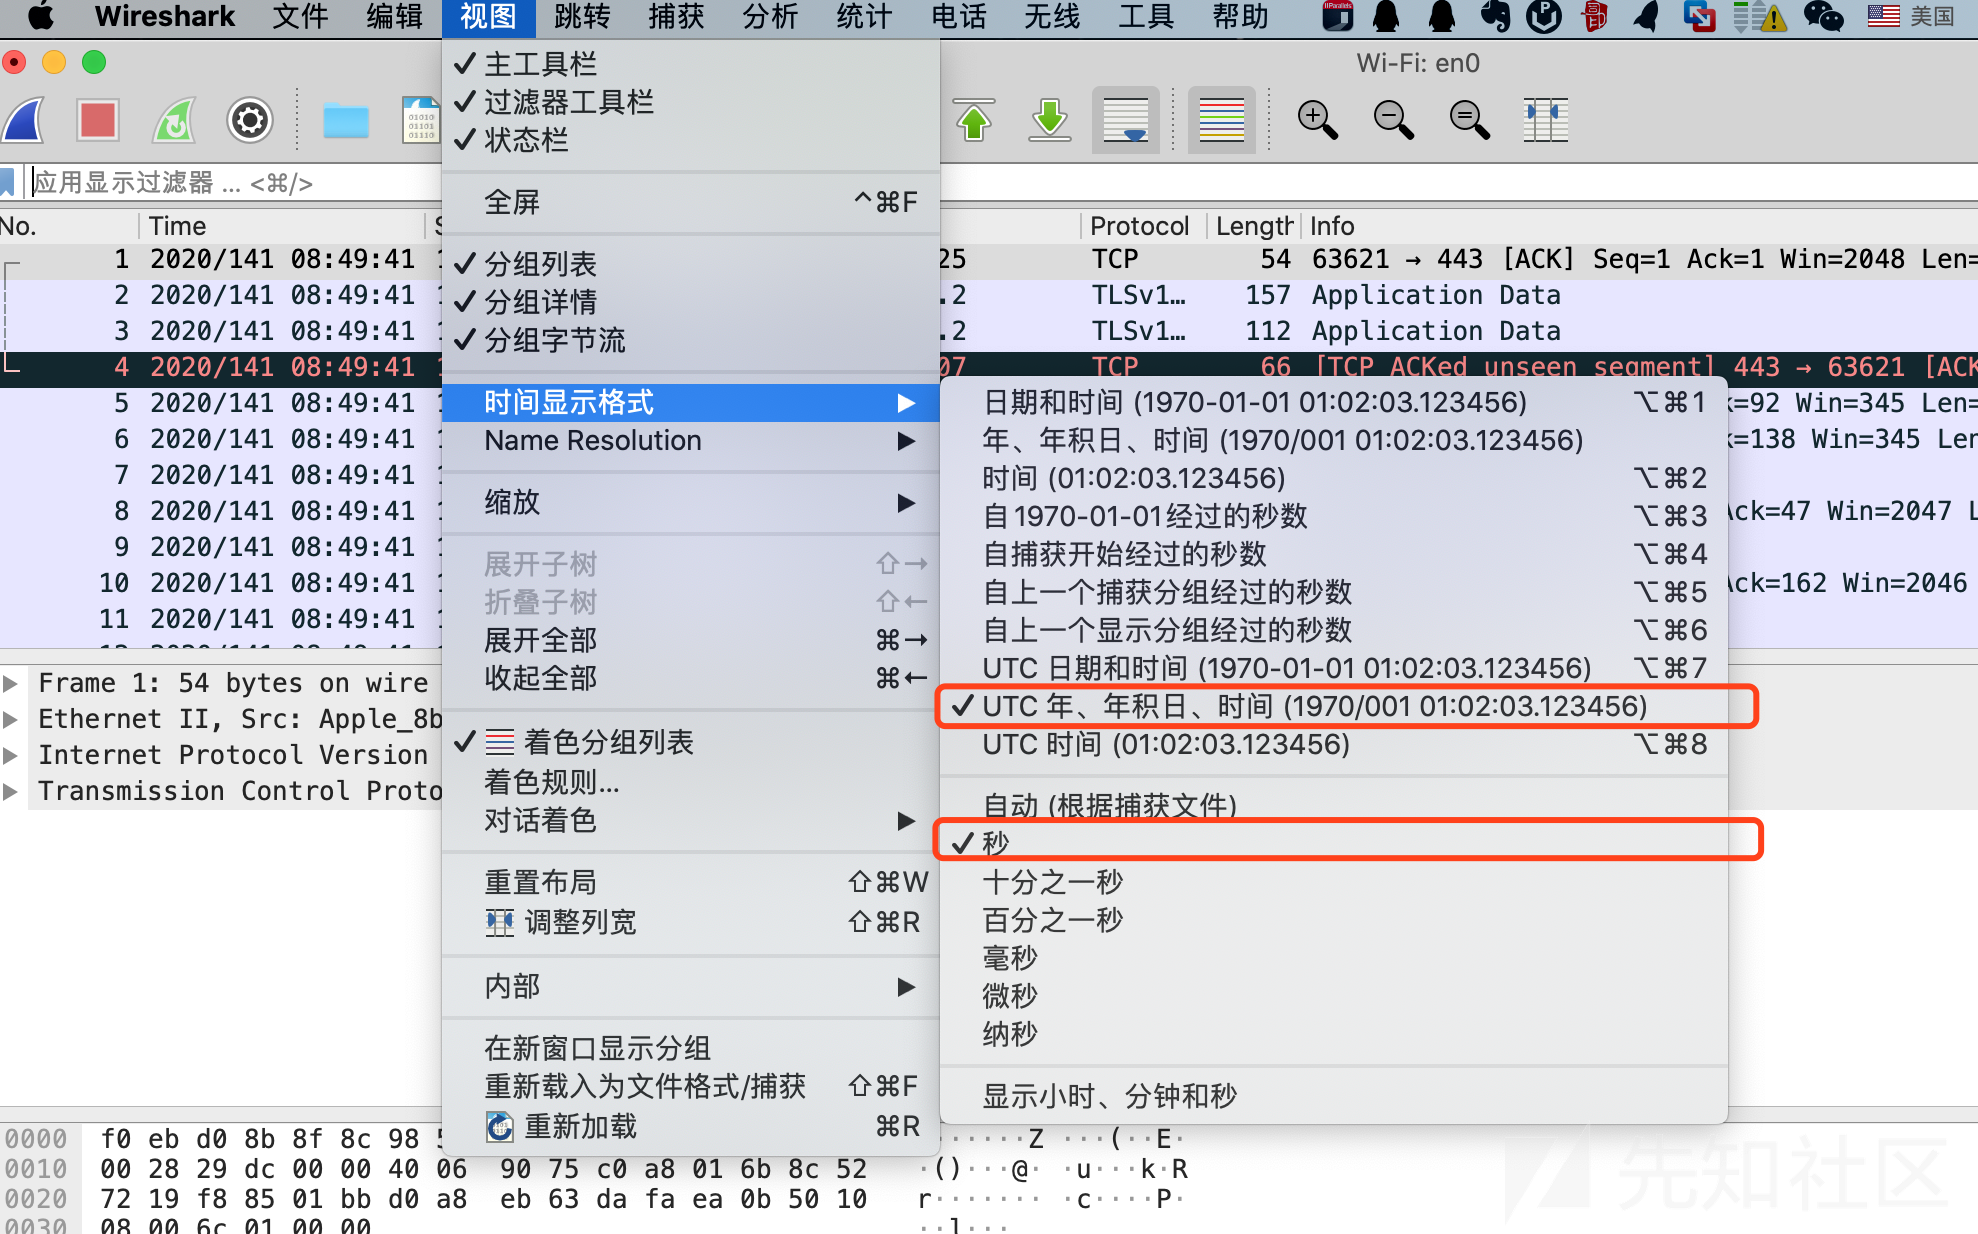 Wireshark 文件 编辑 视图 跳转 捕获 分析 统计 电话 无线 工具 帮助 美国
Wi-Fi: en0
应用显示过滤器 ... <⌘/>
No. Time Protocol Length Info
1 2020/141 08:49:41 25 TCP 54 63621 → 443 [ACK] Seq=1 Ack=1 Win=2048 Len=
2 2020/141 08:49:41 .2 TLSv1… 157 Application Data
3 2020/141 08:49:41 .2 TLSv1… 112 Application Data
4 2020/141 08:49:41 07 TCP 66 [TCP ACKed unseen segment] 443 → 63621 [ACK
5 2020/141 08:49:41 k=92 Win=345 Len=
6 2020/141 08:49:41 k=138 Win=345 Len
7 2020/141 08:49:41
8 2020/141 08:49:41 Ack=47 Win=2047 L
9 2020/141 08:49:41
10 2020/141 08:49:41 Ack=162 Win=2046
11 2020/141 08:49:41
主工具栏
过滤器工具栏
状态栏
全屏 ^⌘F
分组列表
分组详情
分组字节流
时间显示格式
Name Resolution
缩放
展开子树 ⇧→
折叠子树 ⇧←
展开全部 ⌘→
收起全部 ⌘←
着色分组列表
着色规则...
对话着色
重置布局 ⇧⌘W
调整列宽 ⇧⌘R
内部
在新窗口显示分组
重新载入为文件格式/捕获 ⇧⌘F
重新加载 ⌘R
日期和时间 (1970-01-01 01:02:03.123456) ⌥⌘1
年、年积日、时间 (1970/001 01:02:03.123456)
时间 (01:02:03.123456) ⌥⌘2
自1970-01-01经过的秒数 ⌥⌘3
自捕获开始经过的秒数 ⌥⌘4
自上一个捕获分组经过的秒数 ⌥⌘5
自上一个显示分组经过的秒数 ⌥⌘6
UTC 日期和时间 (1970-01-01 01:02:03.123456) ⌥⌘7
UTC 年、年积日、时间 (1970/001 01:02:03.123456)
UTC 时间 (01:02:03.123456) ⌥⌘8
自动 (根据捕获文件)
秒
十分之一秒
百分之一秒
毫秒
微秒
纳秒
显示小时、分钟和秒
Frame 1: 54 bytes on wire
Ethernet II, Src: Apple_8b
Internet Protocol Version
Transmission Control Proto
0000 f0 eb d0 8b 8f 8c 98 ······Z ···(··E·
0010 00 28 29 dc 00 00 40 06 90 75 c0 a8 01 6b 8c 52 ·()···@· ·u···k·R
0020 72 19 f8 85 01 bb d0 a8 eb 63 da fa ea 0b 50 10 r······· ·c····P·
0030 08 00 6c 01 00 00 ··l···
先知社区